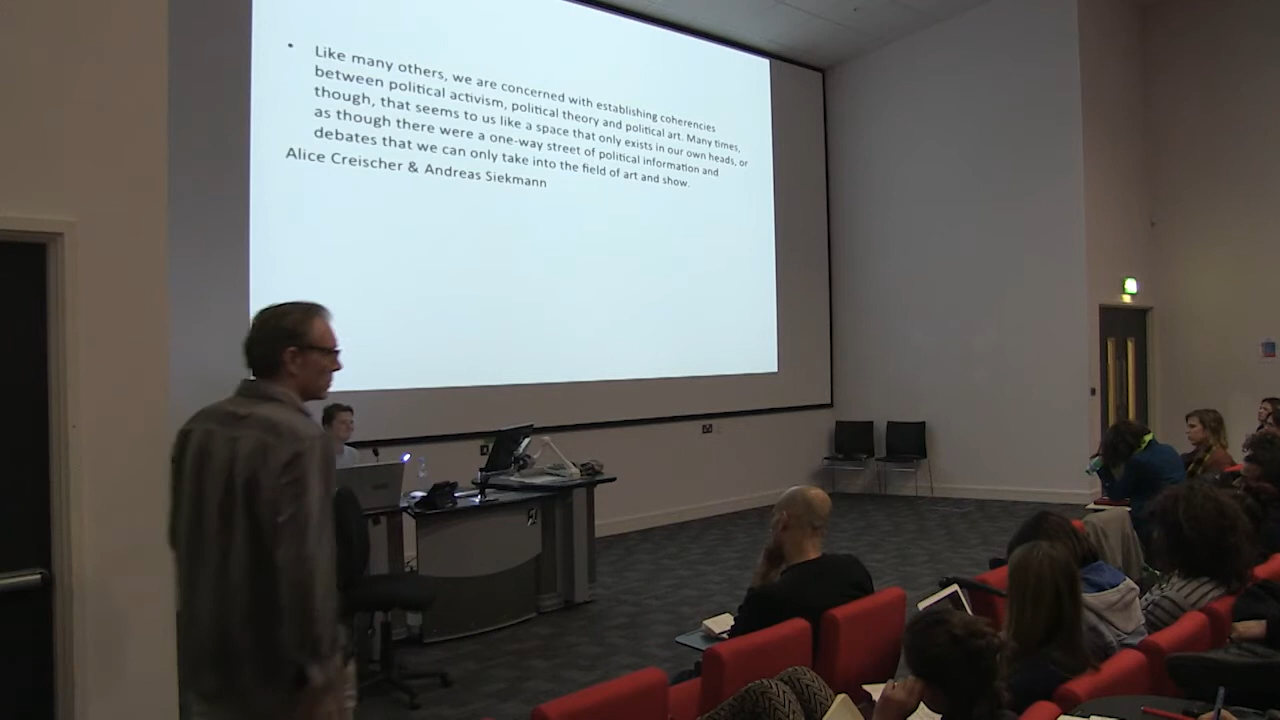 • Like many others, we are concerned with establishing coherencies
between political activism, political theory and political art. Many times,
though, that seems to us like a space that only exists in our own heads, or
as though there were a one-way street of political information and
debates that we can only take into the field of art and show.
Alice Creischer & Andreas Siekmann